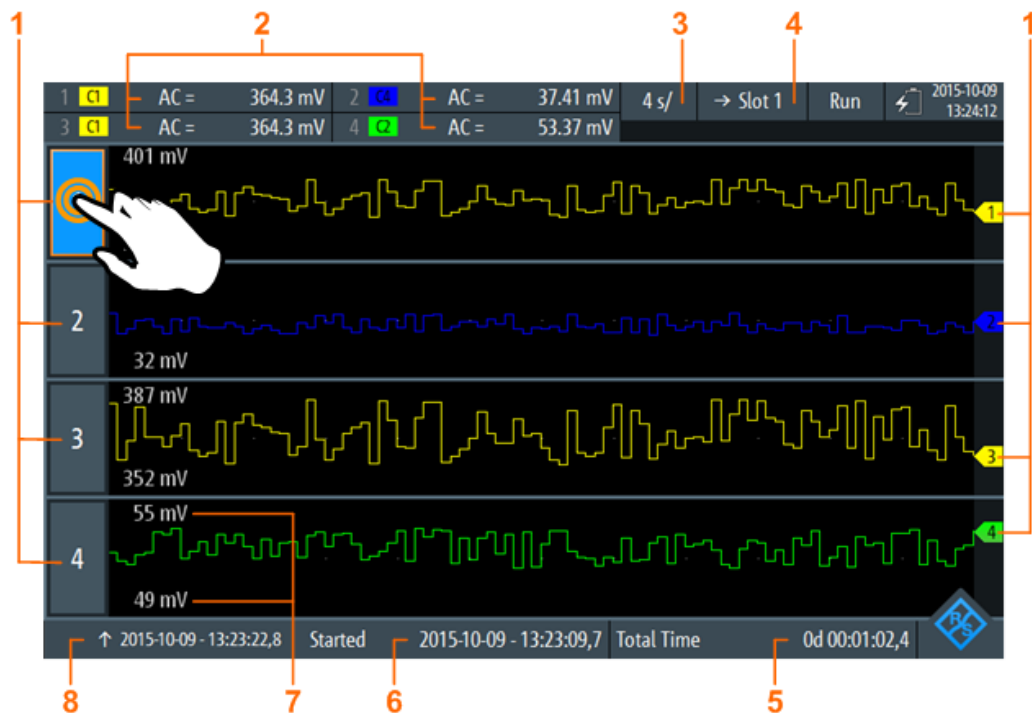 1 2 3 4 1
1 C1 AC = 364.3 mV 2 C4 AC = 37.41 mV 4 s/ → Slot 1 Run 2015-10-09
13:24:12
3 C1 AC = 364.3 mV 4 C2 AC = 53.37 mV
401 mV
1
2
2
32 mV
387 mV
3
3
352 mV
55 mV
4
4
49 mV
R&S
↑ 2015-10-09 - 13:23:22,8 Started 2015-10-09 - 13:23:09,7 Total Time 0d 00:01:02,4
8 7 6 5